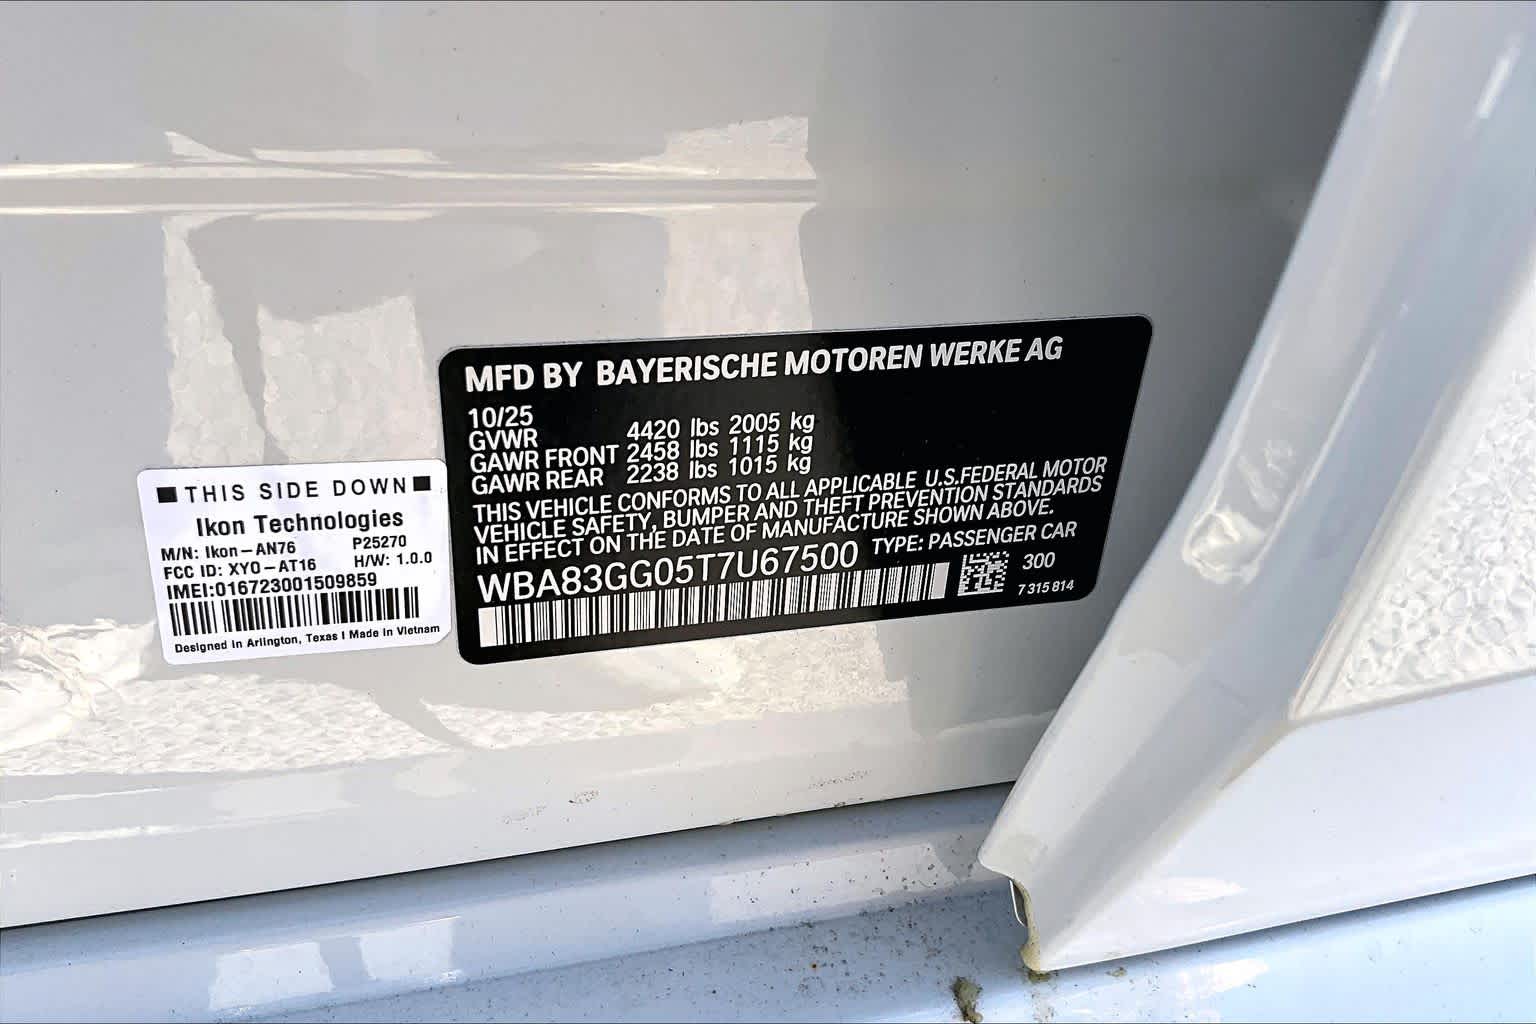 MFD BY BAYERISCHE MOTOREN WERKE AG
10/25
GVWR 4420 lbs 2005 kg
GAWR FRONT 2458 lbs 1115 kg
GAWR REAR 2238 lbs 1015 kg
THIS VEHICLE CONFORMS TO ALL APPLICABLE U.S.FEDERAL MOTOR
VEHICLE SAFETY, BUMPER AND THEFT PREVENTION STANDARDS
IN EFFECT ON THE DATE OF MANUFACTURE SHOWN ABOVE.
WBA83GG05T7U67500 TYPE: PASSENGER CAR
300
7 315 814
THIS SIDE DOWN
Ikon Technologies
M/N: Ikon-AN76 P25270
FCC ID: XYO-AT16 H/W: 1.0.0
IMEI:016723001509859
Designed in Arlington, Texas | Made in Vietnam